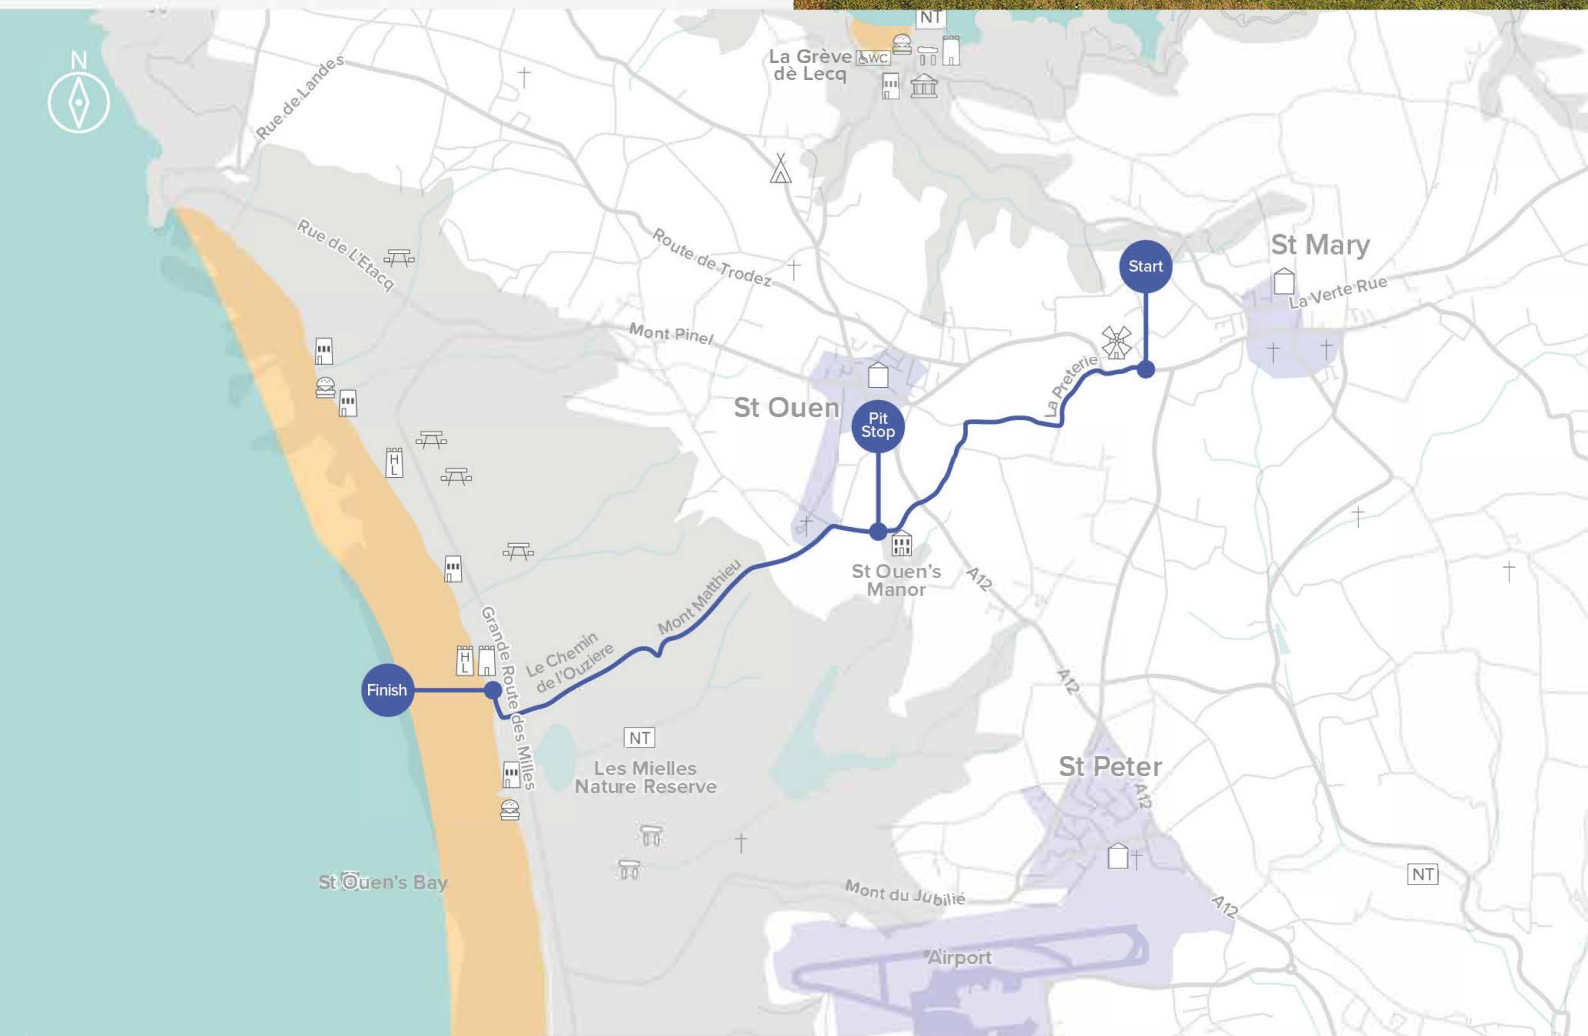 NT
N
La Grève
dè Lecq
WC
Rue de Landes
Rue de L'Etacq
Route de Trodez
Start
St Mary
La Verte Rue
Mont Pinel
La Preterie
St Ouen
Pit
Stop
H
L
St Ouen's
Manor
A12
Mont Matthieu
Le Chemin
de l'Ouziere
Grande Route des Milles
H
L
Finish
A12
NT
Les Mielles
Nature Reserve
St Peter
A12
St Ouen's Bay
Mont du Jubilié
NT
A12
Airport